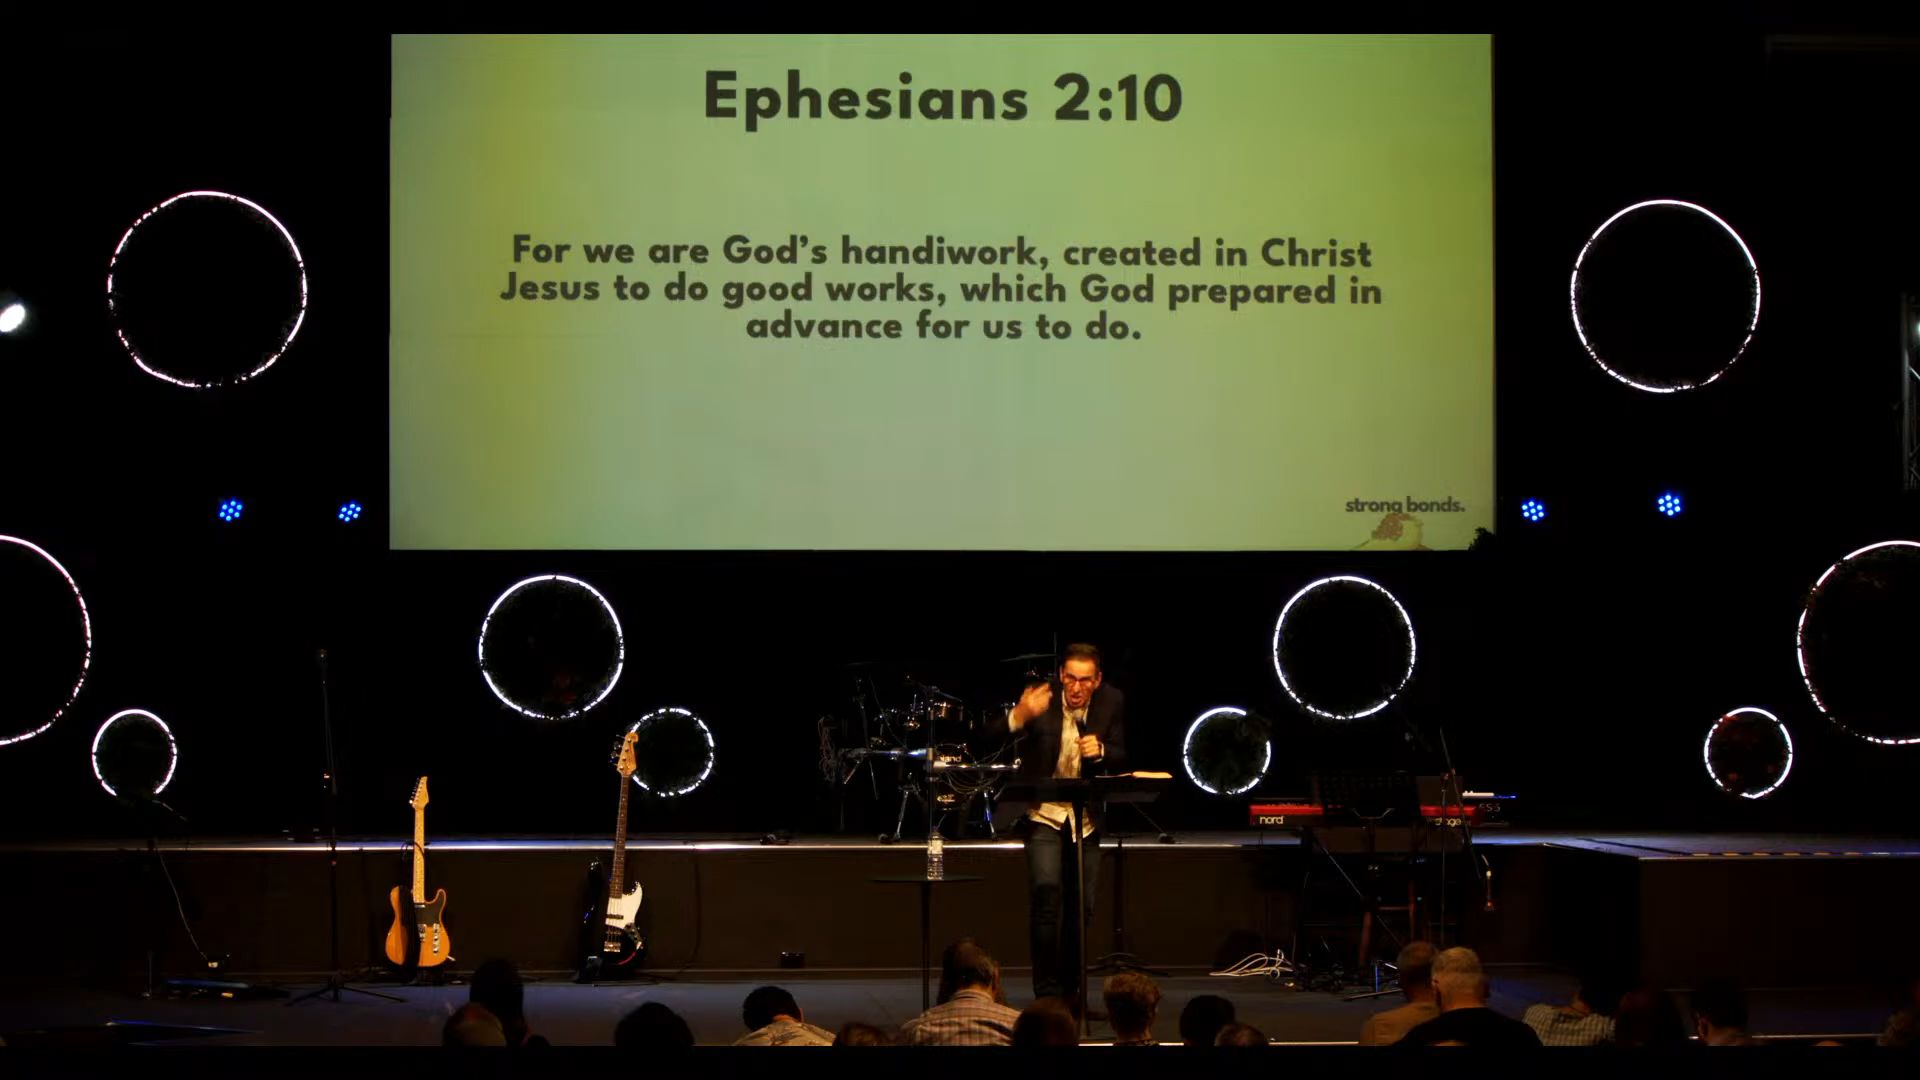 Ephesians 2:10
For we are God's handiwork, created in Christ
Jesus to do good works, which God prepared in
advance for us to do.
strong bonds.
nord